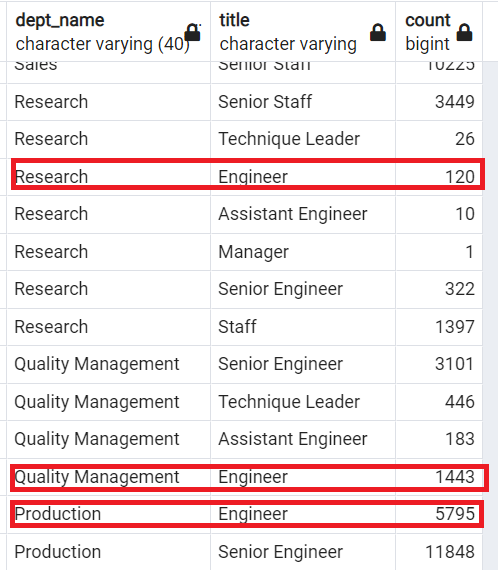 dept_name title count
character varying (40) character varying bigint
Sales Senior Staff 10225
Research Senior Staff 3449
Research Technique Leader 26
Research Engineer 120
Research Assistant Engineer 10
Research Manager 1
Research Senior Engineer 322
Research Staff 1397
Quality Management Senior Engineer 3101
Quality Management Technique Leader 446
Quality Management Assistant Engineer 183
Quality Management Engineer 1443
Production Engineer 5795
Production Senior Engineer 11848